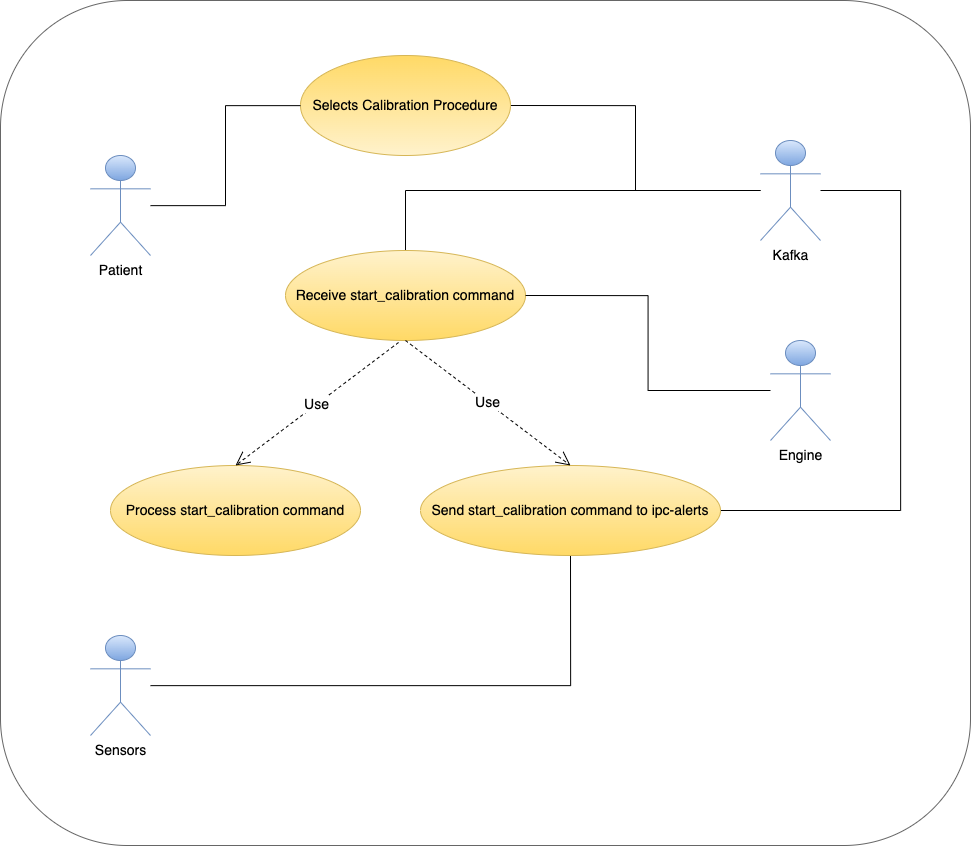 Selects Calibration Procedure
Patient
Kafka
Receive start_calibration command
Use
Use
Engine
Process start_calibration command
Send start_calibration command to ipc-alerts
Sensors